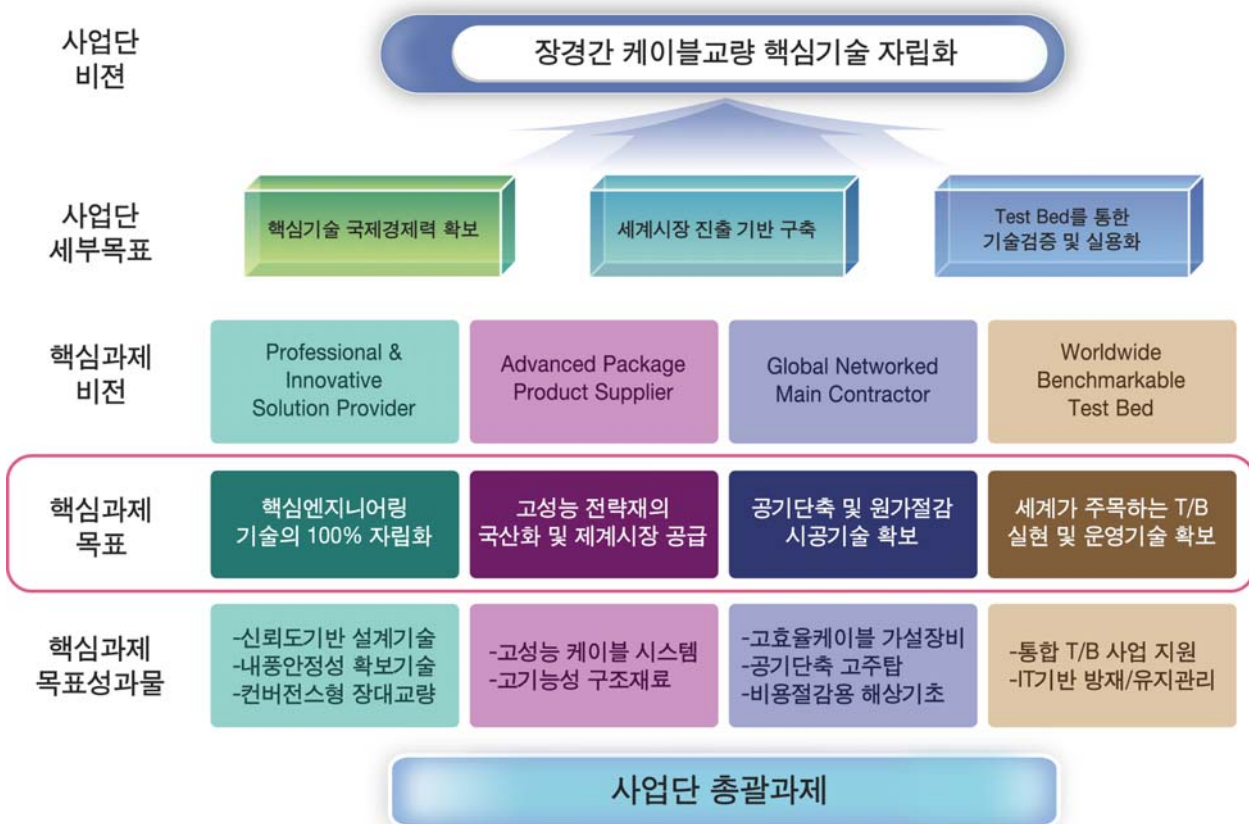 사업단
비젼
장경간 케이블교량 핵심기술 자립화
사업단
세부목표
핵심기술 국제경제력 확보
세계시장 진출 기반 구축
Test Bed를 통한
기술검증 및 실용화
핵심과제
비전
Professional &
Innovative
Solution Provider
Advanced Package
Product Supplier
Global Networked
Main Contractor
Worldwide
Benchmarkable
Test Bed
핵심과제
목표
핵심엔지니어링
기술의 100% 자립화
고성능 전략재의
국산화 및 제계시장 공급
공기단축 및 원가절감
시공기술 확보
세계가 주목하는 T/B
실현 및 운영기술 확보
핵심과제
목표성과물
-신뢰도기반 설계기술
-내풍안정성 확보기술
-컨버전스형 장대교량
-고성능 케이블 시스템
-고기능성 구조재료
-고효율케이블 가설장비
-공기단축 고주탑
-비용절감용 해상기초
-통합 T/B 사업 지원
-IT기반 방재/유지관리
사업단 총괄과제